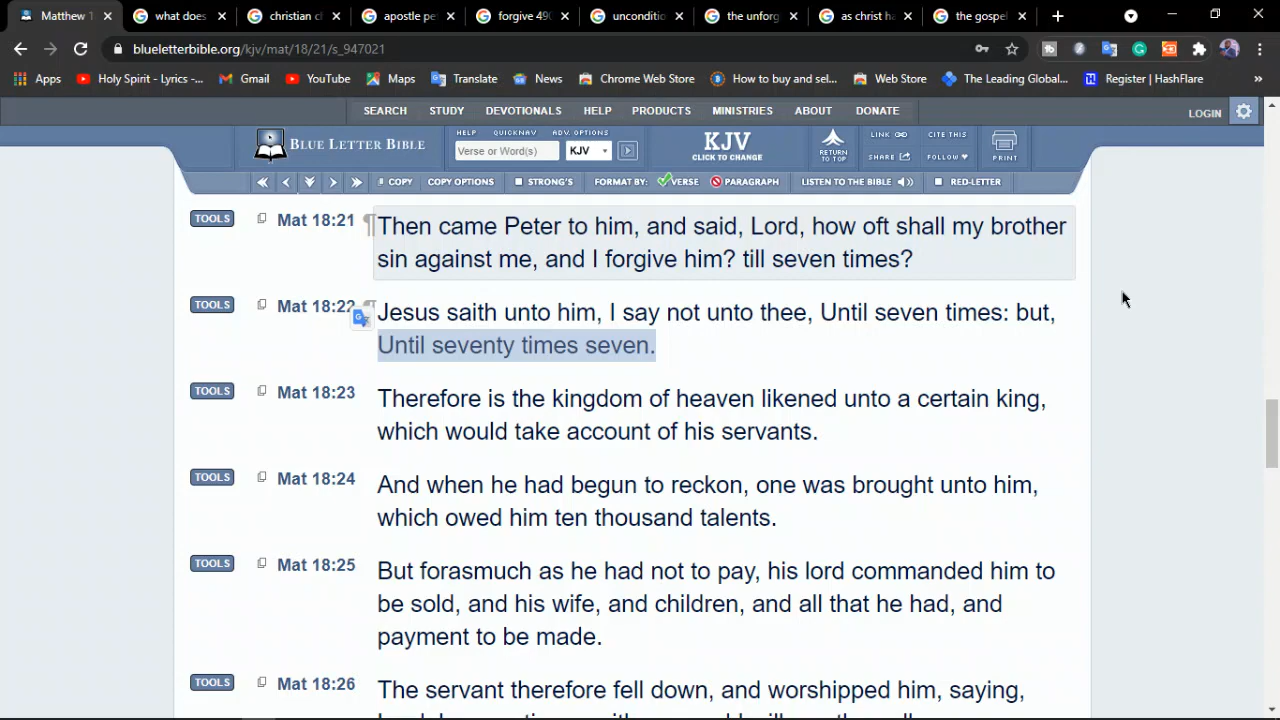 Matthew 1
what does
christian cl
apostle pe
forgive 490
uncondition
the unforg
as christ ha
the gospel
blueletterbible.org/kjv/mat/18/21/s_947021
Apps
Holy Spirit - Lyrics -...
Gmail
YouTube
Maps
Translate
News
Chrome Web Store
How to buy and sel...
Web Store
The Leading Global...
Register | HashFlare
»
SEARCH STUDY DEVOTIONALS HELP PRODUCTS MINISTRIES ABOUT DONATE
LOGIN
BLUE LETTER BIBLE
HELP QUICKNAV ADV. OPTIONS
Verse or Word(s)
KJV
KJV
CLICK TO CHANGE
RETURN
TO TOP
LINK
CITE THIS
SHARE
FOLLOW
PRINT
COPY
COPY OPTIONS
STRONG'S
FORMAT BY:
VERSE
PARAGRAPH
LISTEN TO THE BIBLE
RED-LETTER
TOOLS
Mat 18:21
¶Then came Peter to him, and said, Lord, how oft shall my brother
sin against me, and I forgive him? till seven times?
TOOLS
Mat 18:22
¶Jesus saith unto him, I say not unto thee, Until seven times: but,
Until seventy times seven.
TOOLS
Mat 18:23
Therefore is the kingdom of heaven likened unto a certain king,
which would take account of his servants.
TOOLS
Mat 18:24
And when he had begun to reckon, one was brought unto him,
which owed him ten thousand talents.
TOOLS
Mat 18:25
But forasmuch as he had not to pay, his lord commanded him to
be sold, and his wife, and children, and all that he had, and
payment to be made.
TOOLS
Mat 18:26
The servant therefore fell down, and worshipped him, saying,